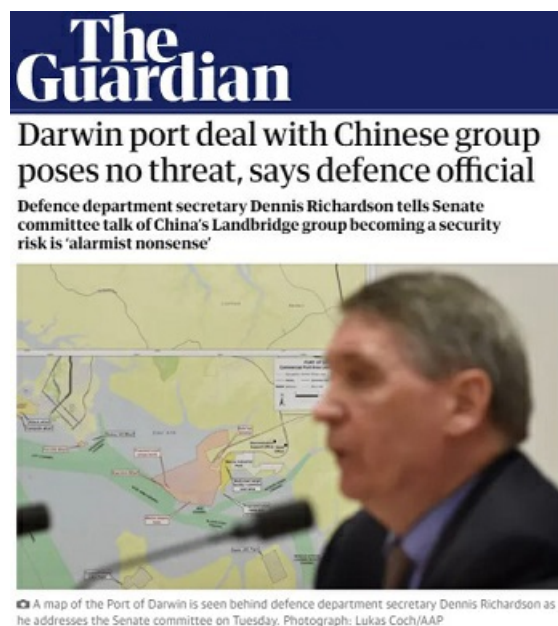 The
Guardian
Darwin port deal with Chinese group
poses no threat, says defence official
Defence department secretary Dennis Richardson tells Senate
committee talk of China's Landbridge group becoming a security
risk is 'alarmist nonsense'
A map of the Port of Darwin is seen behind defence department secretary Dennis Richardson as
he addresses the Senate committee on Tuesday. Photograph: Lukas Coch/AAP